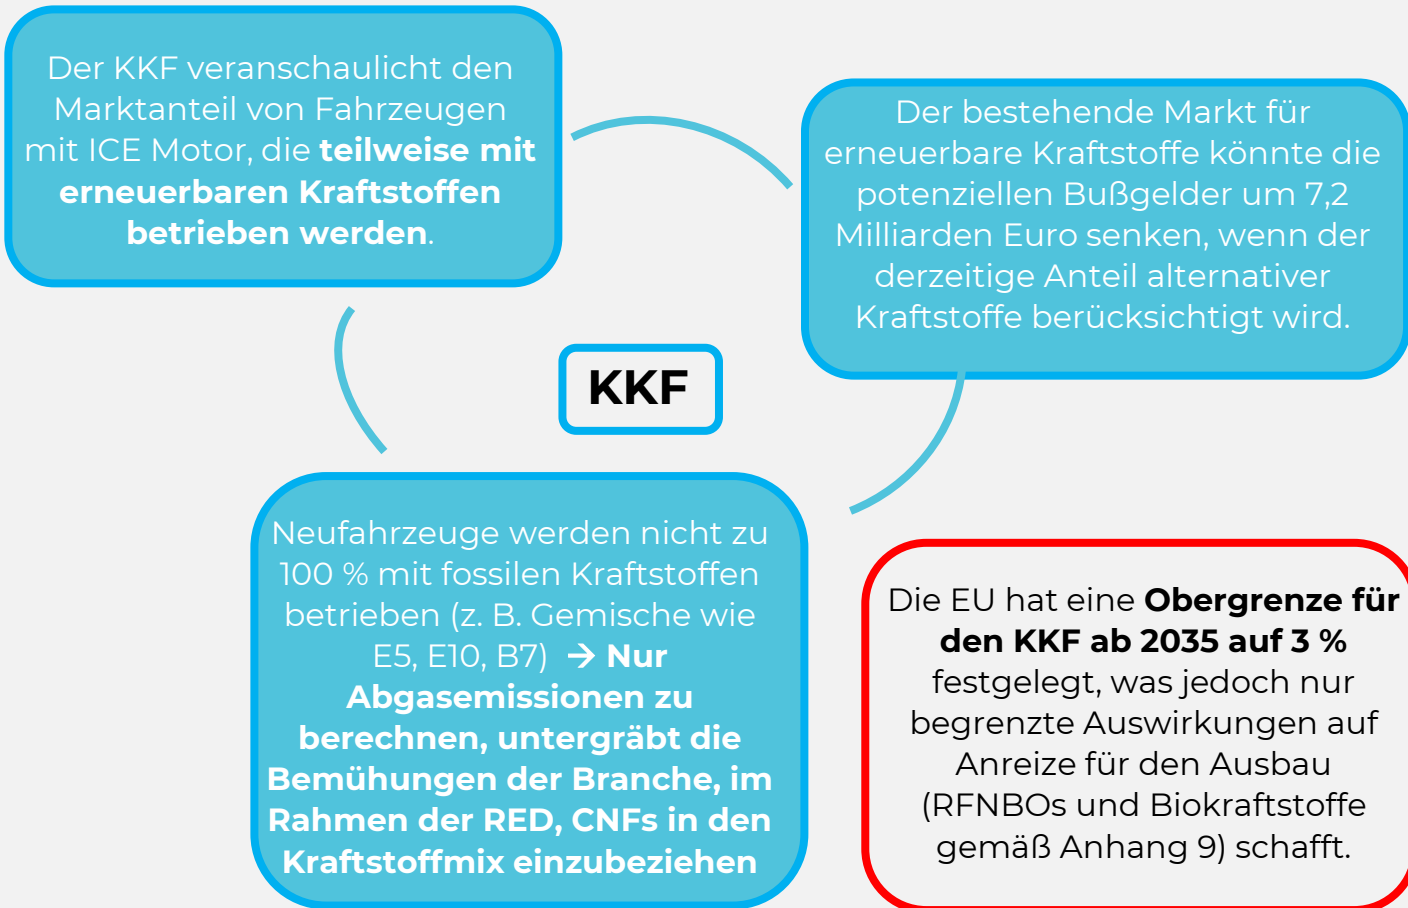 Der KKF veranschaulicht den
Marktanteil von Fahrzeugen
mit ICE Motor, die teilweise mit
erneuerbaren Kraftstoffen
betrieben werden.
Der bestehende Markt für
erneuerbare Kraftstoffe könnte die
potenziellen Bußgelder um 7,2
Milliarden Euro senken, wenn der
derzeitige Anteil alternativer
Kraftstoffe berücksichtigt wird.
KKF
Neufahrzeuge werden nicht zu
100 % mit fossilen Kraftstoffen
betrieben (z. B. Gemische wie
E5, E10, B7) → Nur
Abgasemissionen zu
berechnen, untergräbt die
Bemühungen der Branche, im
Rahmen der RED, CNFs in den
Kraftstoffmix einzubeziehen
Die EU hat eine Obergrenze für
den KKF ab 2035 auf 3 %
festgelegt, was jedoch nur
begrenzte Auswirkungen auf
Anreize für den Ausbau
(RFNBOs und Biokraftstoffe
gemäß Anhang 9) schafft.